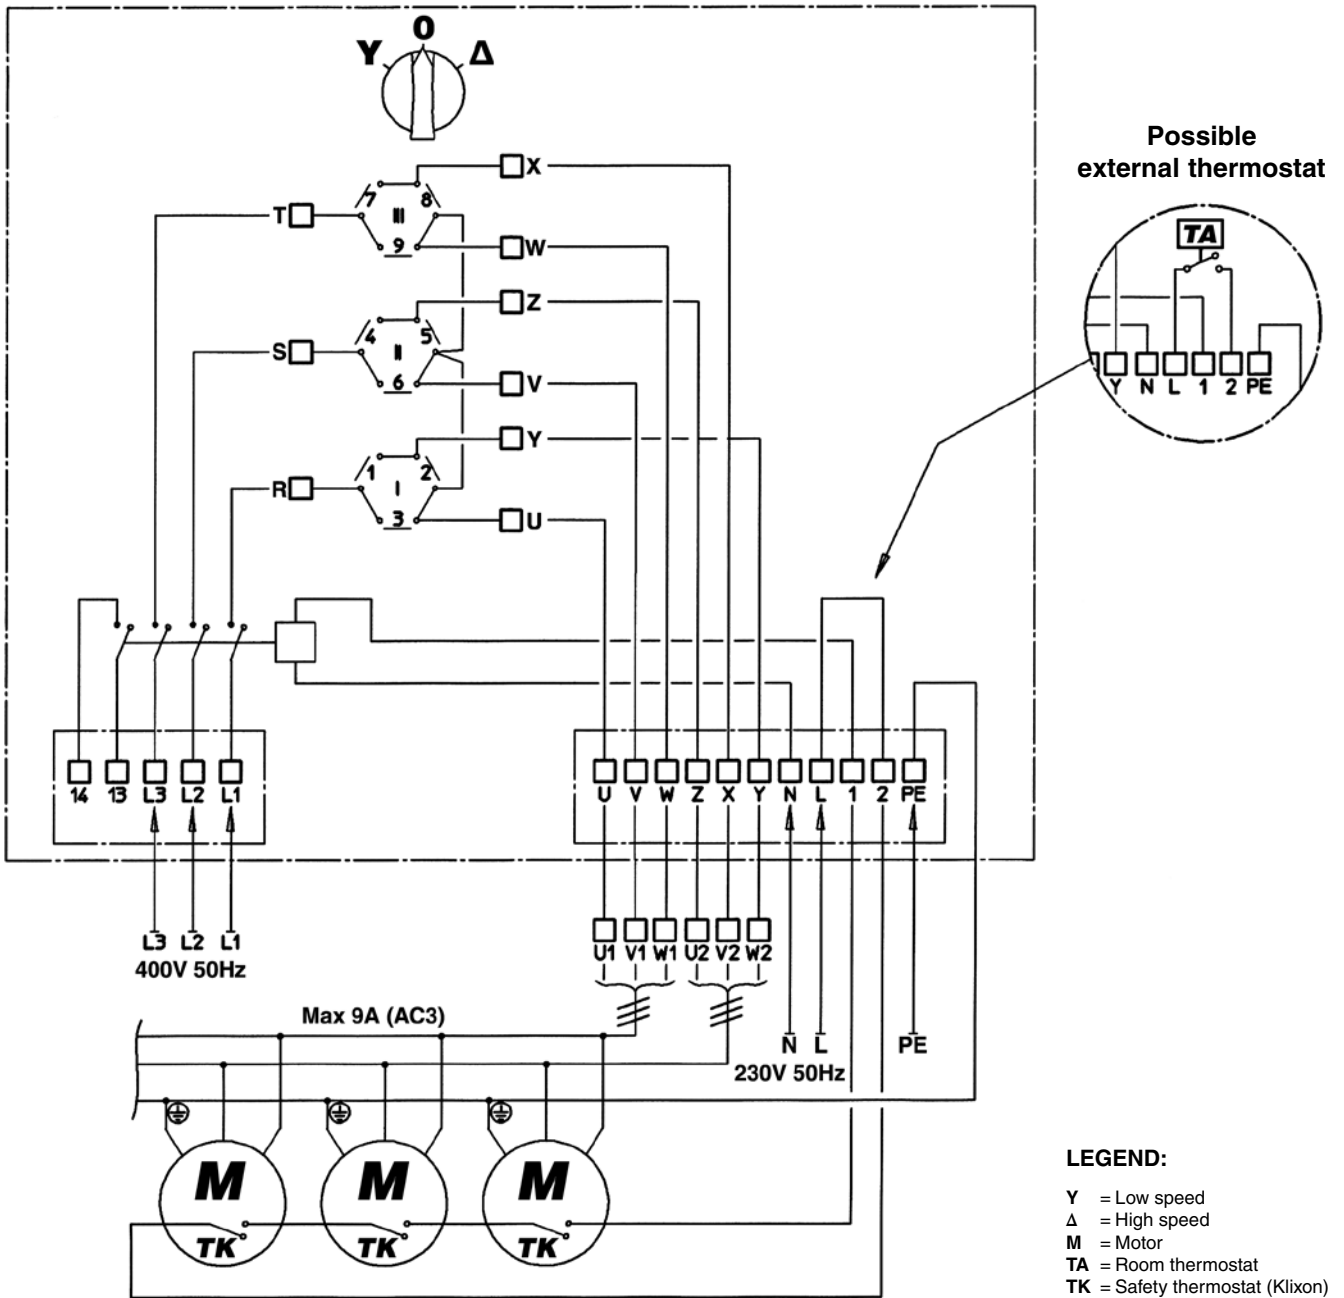 0
Y Δ
Possible
external thermostat
TA
Y N L 1 2 PE
X
T 7 III 8
9 W
Z
S 4 II 5
6 V
Y
R 1 I 2
3 U
14 13 L3 L2 L1
U V W Z X Y N L 1 2 PE
L3 L2 L1
400V 50Hz
U1 V1 W1 U2 V2 W2
Max 9A (AC3)
N L PE
230V 50Hz
M M M
TK TK TK
LEGEND:
Y = Low speed
Δ = High speed
M = Motor
TA = Room thermostat
TK = Safety thermostat (Klixon)